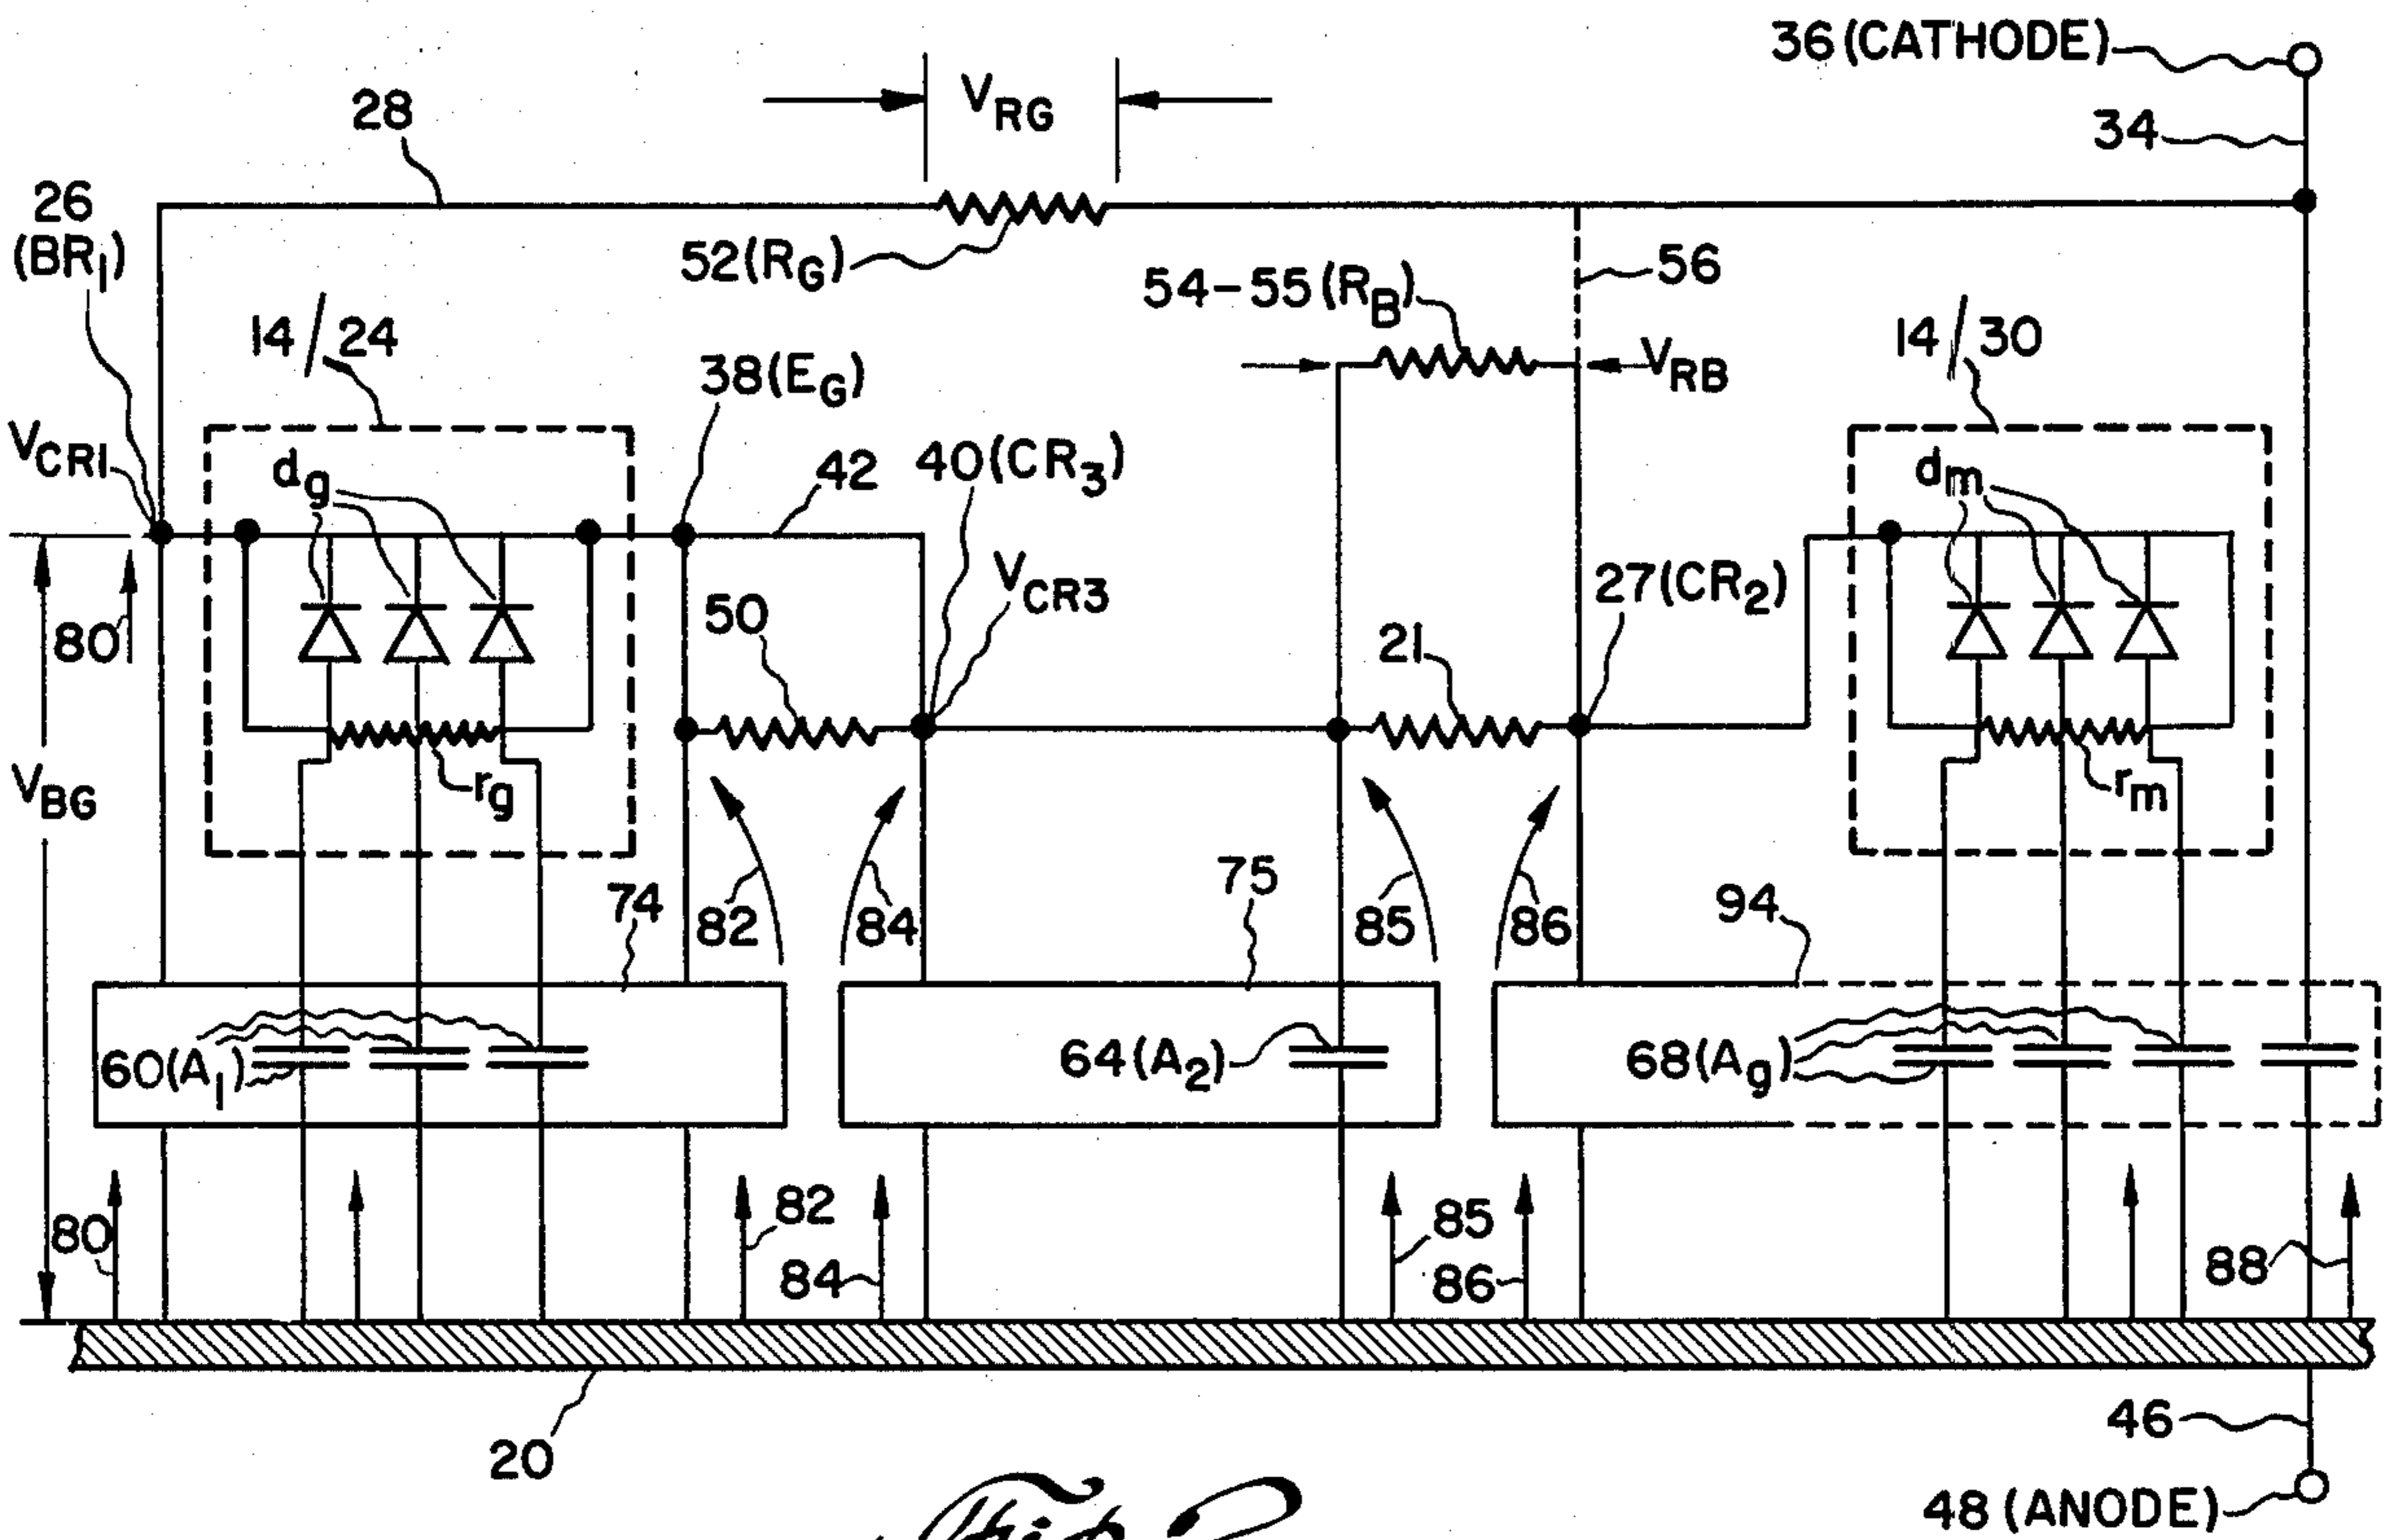 36 (CATHODE)
V_RG
28
34
26
(BR_1)
52 (R_G)
56
54-55 (R_B)
14/24
14/30
38 (E_G)
V_RB
V_CR1
d_g
42
40 (CR_3)
d_m
V_CR3
27 (CR_2)
80
50
21
V_BG
r_g
r_m
74
82
84
75
85
86
94
60 (A_1)
64 (A_2)
68 (A_g)
80
82
84
85
86
88
20
46
48 (ANODE)